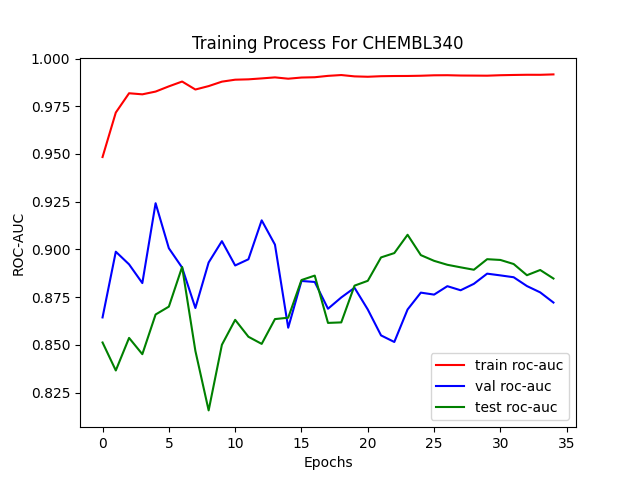 Training Process For CHEMBL340
1.000
0.975
0.950
0.925
0.900
0.875
0.850
0.825
ROC-AUC
train roc-auc
val roc-auc
test roc-auc
0 5 10 15 20 25 30 35
Epochs